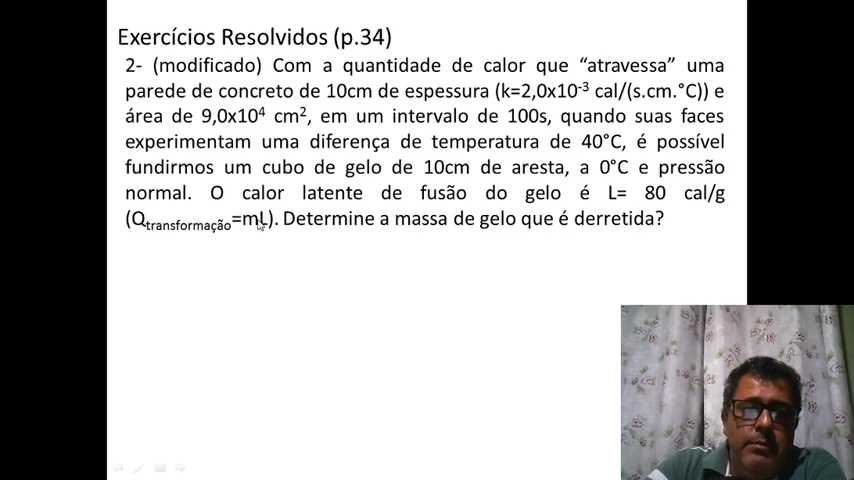 Exercícios Resolvidos (p.34)
2- (modificado) Com a quantidade de calor que “atravessa” uma
parede de concreto de 10cm de espessura (k=2,0x10⁻³ cal/(s.cm.°C)) e
área de 9,0x10⁴ cm², em um intervalo de 100s, quando suas faces
experimentam uma diferença de temperatura de 40°C, é possível
fundirmos um cubo de gelo de 10cm de aresta, a 0°C e pressão
normal. O calor latente de fusão do gelo é L= 80 cal/g
(Qtransformação=mL). Determine a massa de gelo que é derretida?